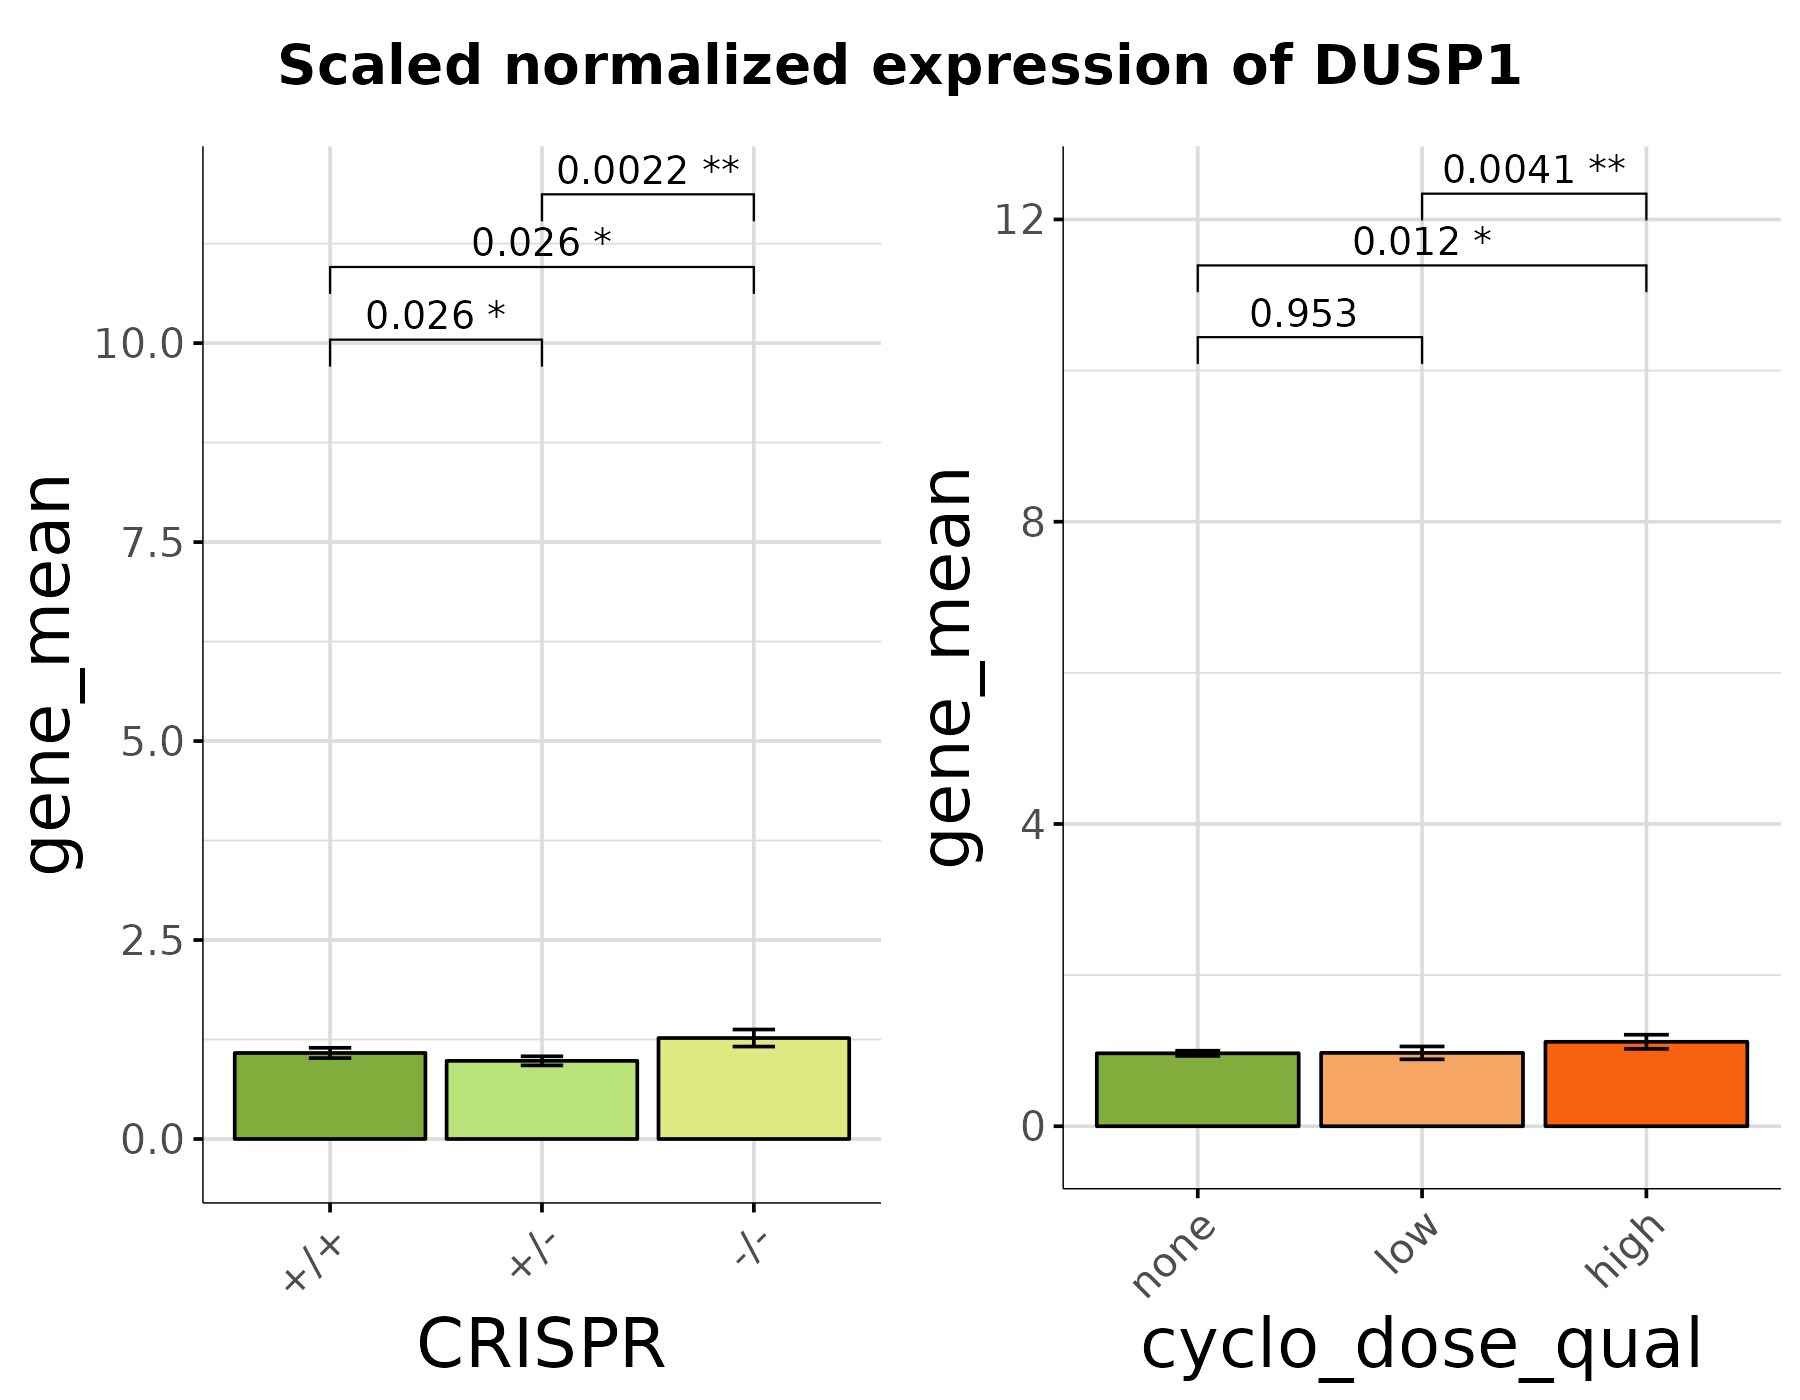 Scaled normalized expression of DUSP1
gene_mean
10.0
7.5
5.0
2.5
0.0
0.0022 **
0.026 *
0.026 *
+/+
+/-
-/-
CRISPR
gene_mean
12
8
4
0
0.0041 **
0.012 *
0.953
none
low
high
cyclo_dose_qual